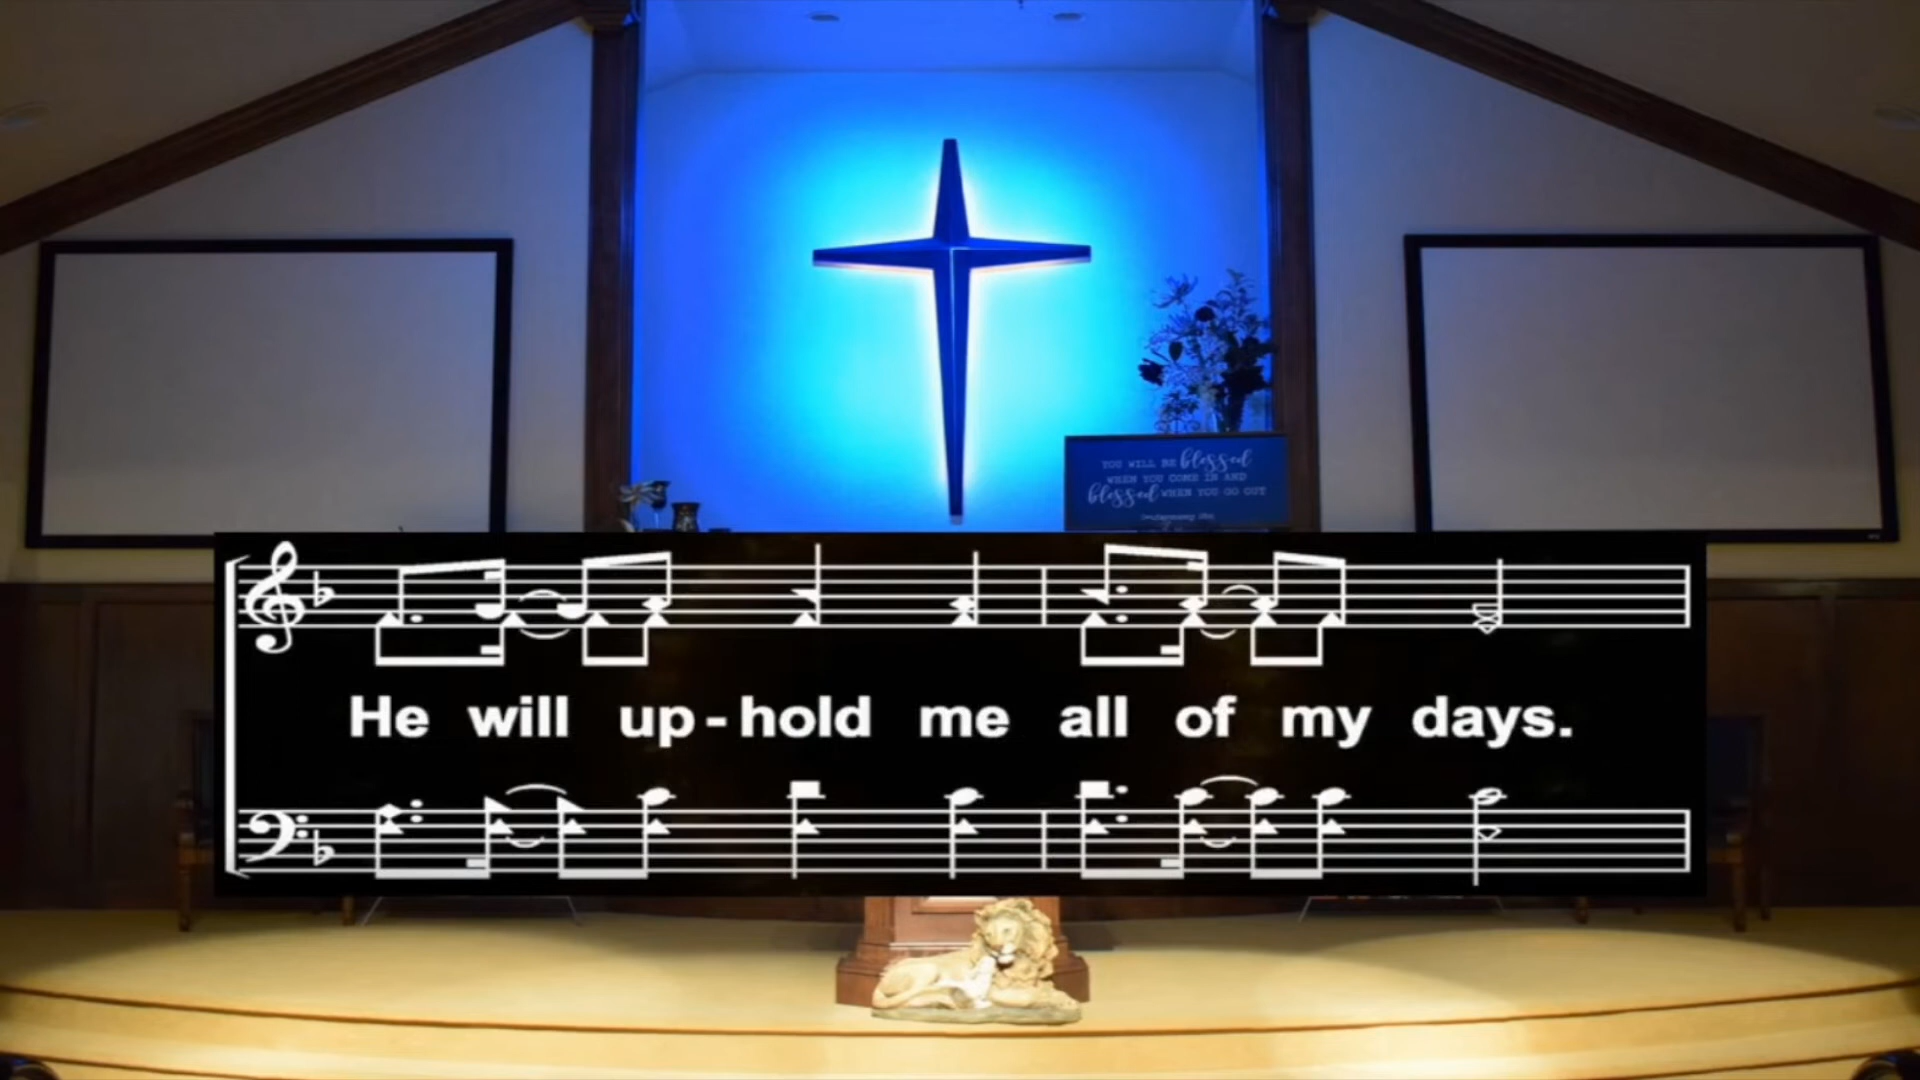 YOU WILL BE blessed
WHEN YOU COME IN AND
blessed WHEN YOU GO OUT
He will up-hold me all of my days.